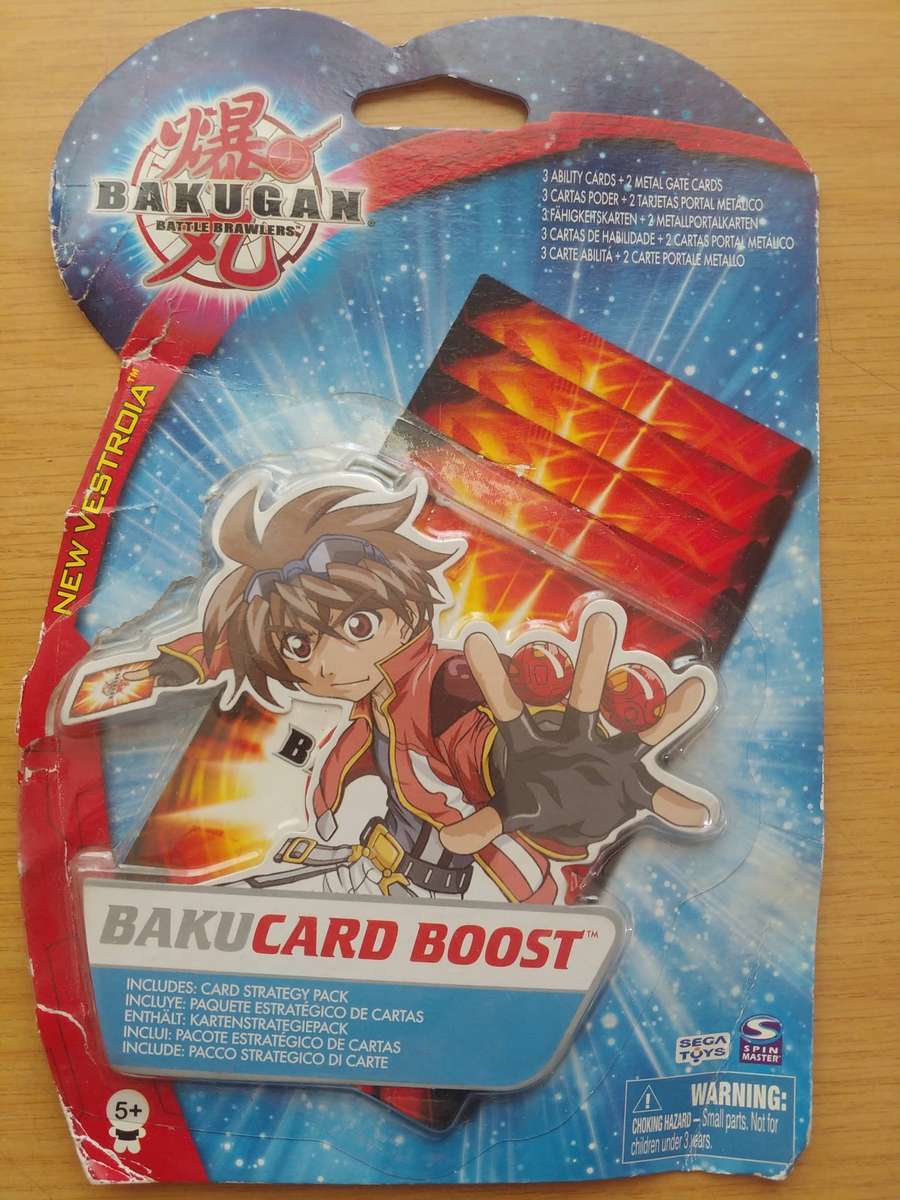 爆
BAKUGAN
BATTLE BRAWLERS™
丸
3 ABILITY CARDS + 2 METAL GATE CARDS
3 CARTAS PODER + 2 TARJETAS PORTAL METÁLICO
3 FÄHIGKEITSKARTEN + 2 METALLPORTALKARTEN
3 CARTAS DE HABILIDADE + 2 CARTAS PORTAL METÁLICO
3 CARTE ABILITÀ + 2 CARTE PORTALE METALLO
NEW VESTROIA™
B
BAKUCARD BOOST™
INCLUDES: CARD STRATEGY PACK
INCLUYE: PAQUETE ESTRATÉGICO DE CARTAS
ENTHÄLT: KARTENSTRATEGIEPACK
INCLUI: PACOTE ESTRATÉGICO DE CARTAS
INCLUDE: PACCO STRATEGICO DI CARTE
SEGA
TOYS
SPIN
MASTER
5+
WARNING:
CHOKING HAZARD – Small parts. Not for
children under 3 years.